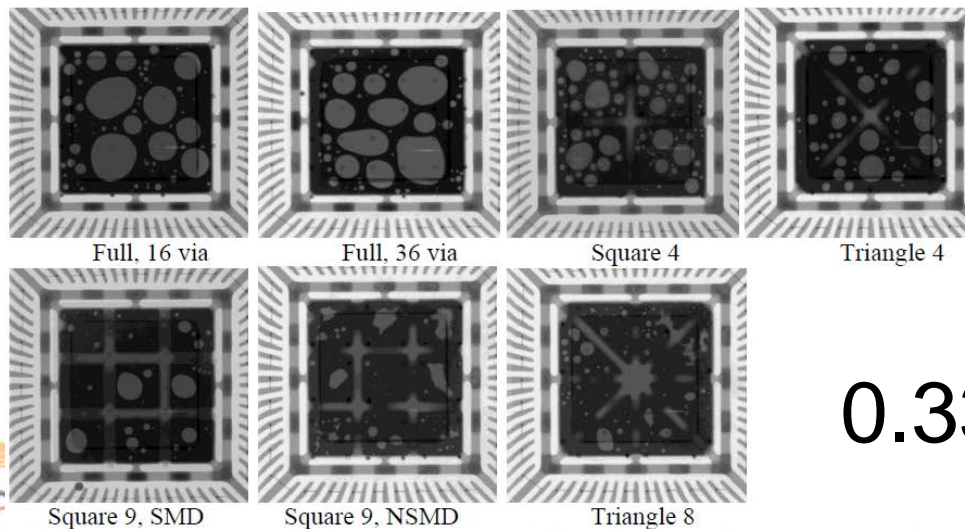 Full, 16 via
Full, 36 via
Square 4
Triangle 4
Square 9, SMD
Square 9, NSMD
Triangle 8